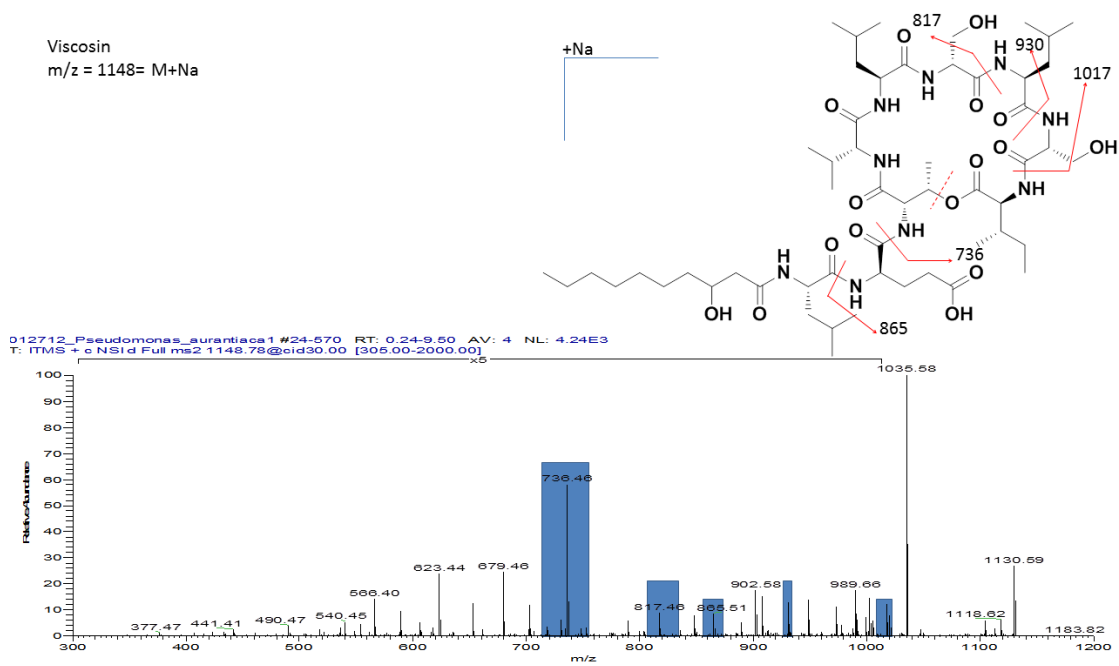 Viscosin
m/z = 1148= M+Na
+Na
817
OH
930
1017
O
O
N
H
H
N
O
O
NH
NH
O
O
OH
NH
O
O
O
NH
O
NH
O
736
H
N
O
O
N
H
O
OH
O
OH
865
012712_Pseudomonas_aurantiaca1 #24-570 RT: 0.24-9.50 AV: 4 NL: 4.24E3
T: ITMS + c NSI d Full ms2 1148.78@cid30.00 [305.00-2000.00]
x5
1035.58
100
90
80
70
60
50
40
30
20
10
0
Relative Abundance
736.46
1130.59
623.44
679.46
566.40
902.58
989.66
817.46
865.51
540.45
1118.62
377.47
441.41
490.47
1183.82
300
400
500
600
700
800
900
1000
1100
1200
m/z